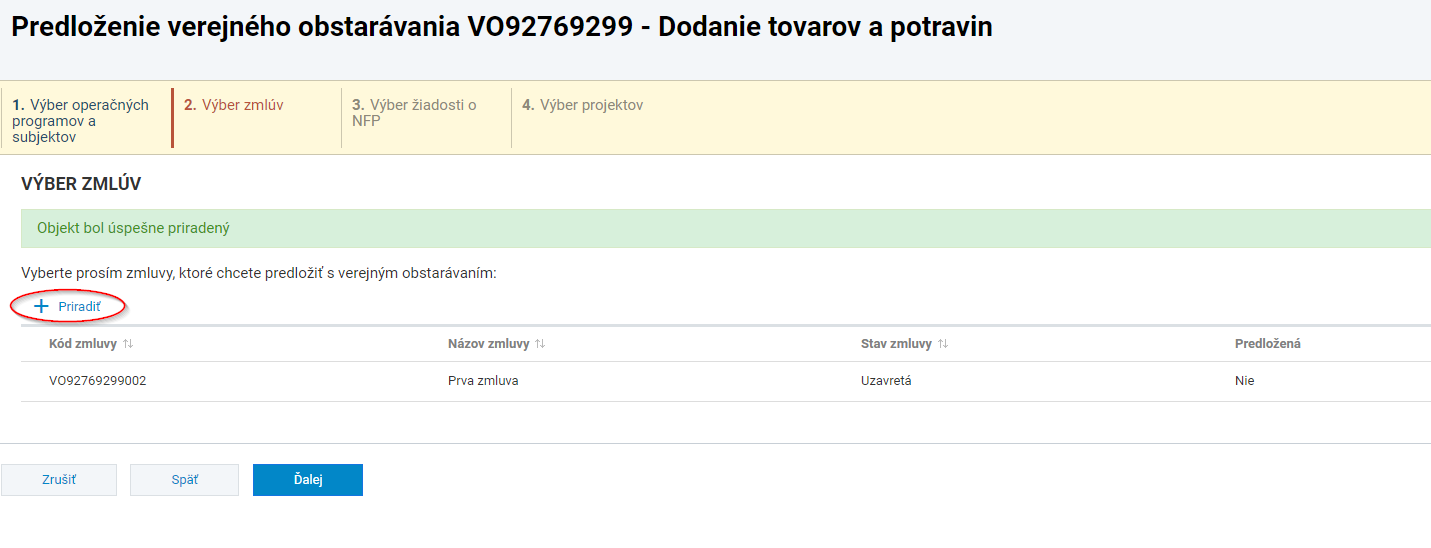 Predloženie verejného obstarávania VO92769299 - Dodanie tovarov a potravin
1. Výber operačných
programov a
subjektov
2. Výber zmlúv
3. Výber žiadosti o
NFP
4. Výber projektov
VÝBER ZMLÚV
Objekt bol úspešne priradený
Vyberte prosím zmluvy, ktoré chcete predložiť s verejným obstarávaním:
+ Priradiť
Kód zmluvy Názov zmluvy Stav zmluvy Predložená
VO92769299002 Prva zmluva Uzavretá Nie
Zrušiť Späť Ďalej